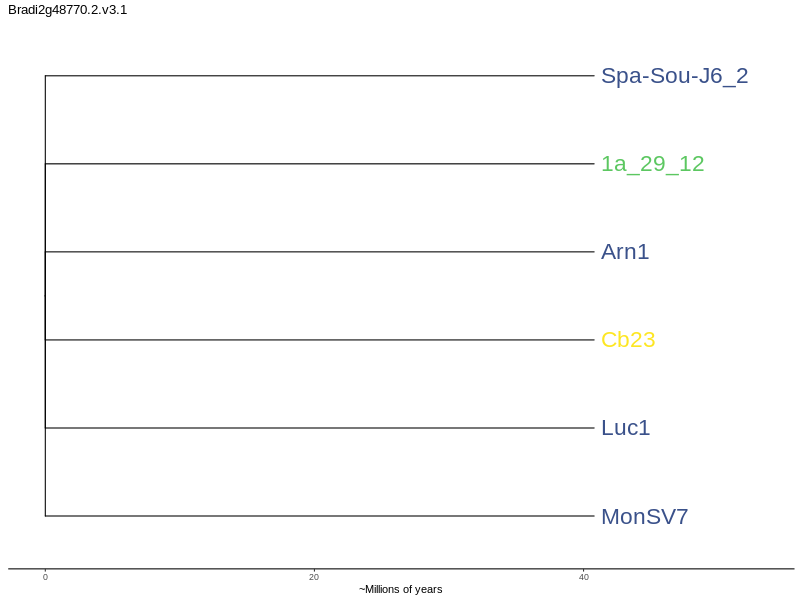 Bradi2g48770.2.v3.1
Spa-Sou-J6_2
1a_29_12
Arn1
Cb23
Luc1
MonSV7
0 20 40
~Millions of years